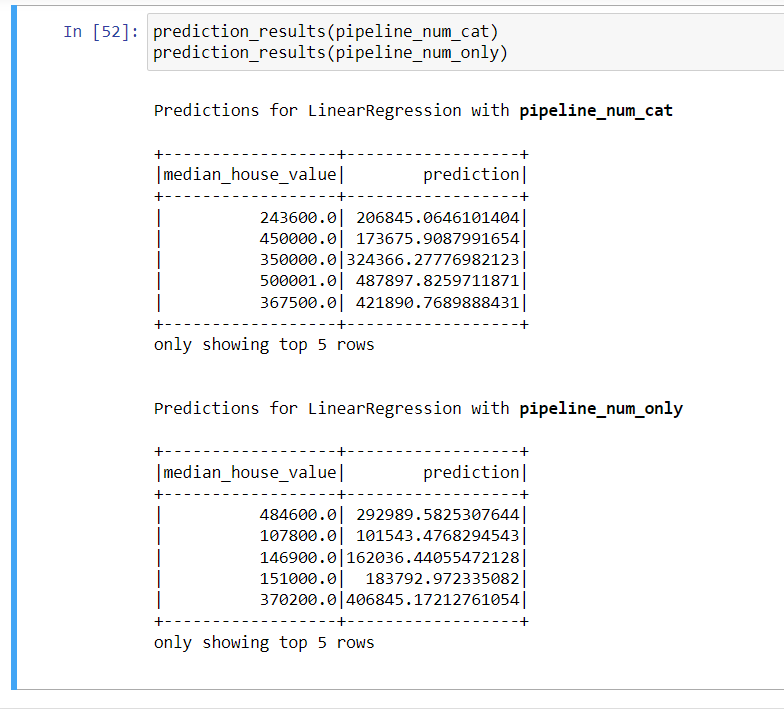 In [52]: prediction_results(pipeline_num_cat)
prediction_results(pipeline_num_only)
Predictions for LinearRegression with pipeline_num_cat
+------------------+------------------+
|median_house_value|        prediction|
+------------------+------------------+
|          243600.0| 206845.0646101404|
|          450000.0| 173675.9087991654|
|          350000.0|324366.27776982123|
|          500001.0| 487897.8259711871|
|          367500.0| 421890.7689888431|
+------------------+------------------+
only showing top 5 rows
Predictions for LinearRegression with pipeline_num_only
+------------------+------------------+
|median_house_value|        prediction|
+------------------+------------------+
|          484600.0| 292989.5825307644|
|          107800.0| 101543.4768294543|
|          146900.0|162036.44055472128|
|          151000.0|  183792.972335082|
|          370200.0|406845.17212761054|
+------------------+------------------+
only showing top 5 rows